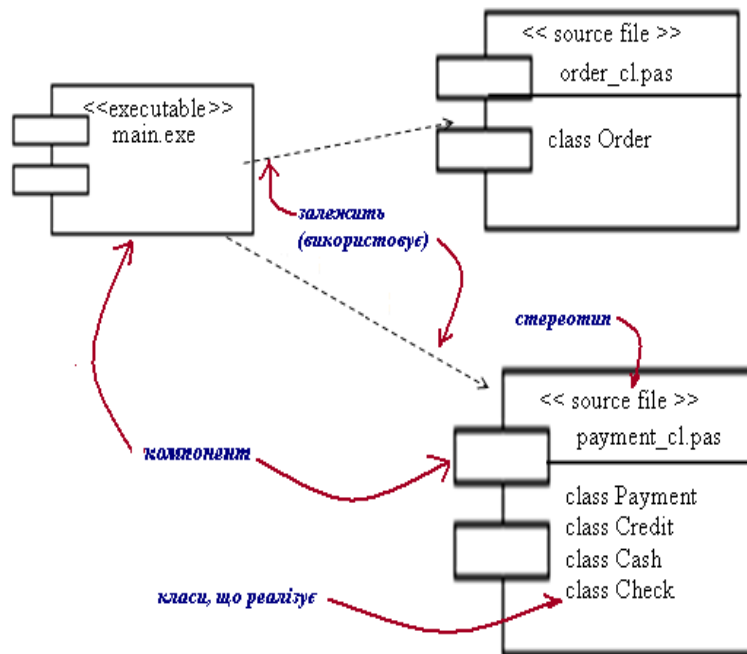 << source file >>
order_cl.pas
class Order
<<executable>>
main.exe
залежить
(використовує)
стереотип
<< source file >>
payment_cl.pas
компонент
class Payment
class Credit
class Cash
class Check
класи, що реалізує